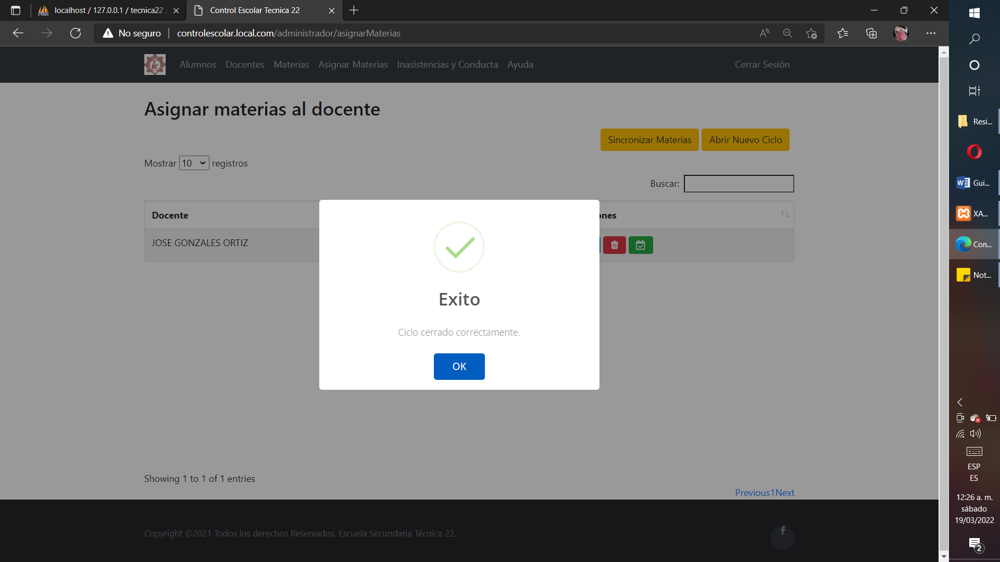 localhost / 127.0.0.1 / tecnica22 /
Control Escolar Tecnica 22
No seguro
controlescolar.local.com/administrador/asignarMaterias
Alumnos Docentes Materias Asignar Materias Inasistencias y Conducta Ayuda Cerrar Sesión
Asignar materias al docente
Sincronizar Materias Abrir Nuevo Ciclo
Mostrar 10 registros
Buscar:
Docente
ones
JOSE GONZALES ORTIZ
Exito
Ciclo cerrado correctamente.
OK
Showing 1 to 1 of 1 entries
Previous1Next
Copyright ©2021 Todos los derechos Reservados, Escuela Secundaria Técnica 22.
Resi...
Gui...
XA...
Con...
Not...
ESP
ES
12:26 a. m.
sábado
19/03/2022
2